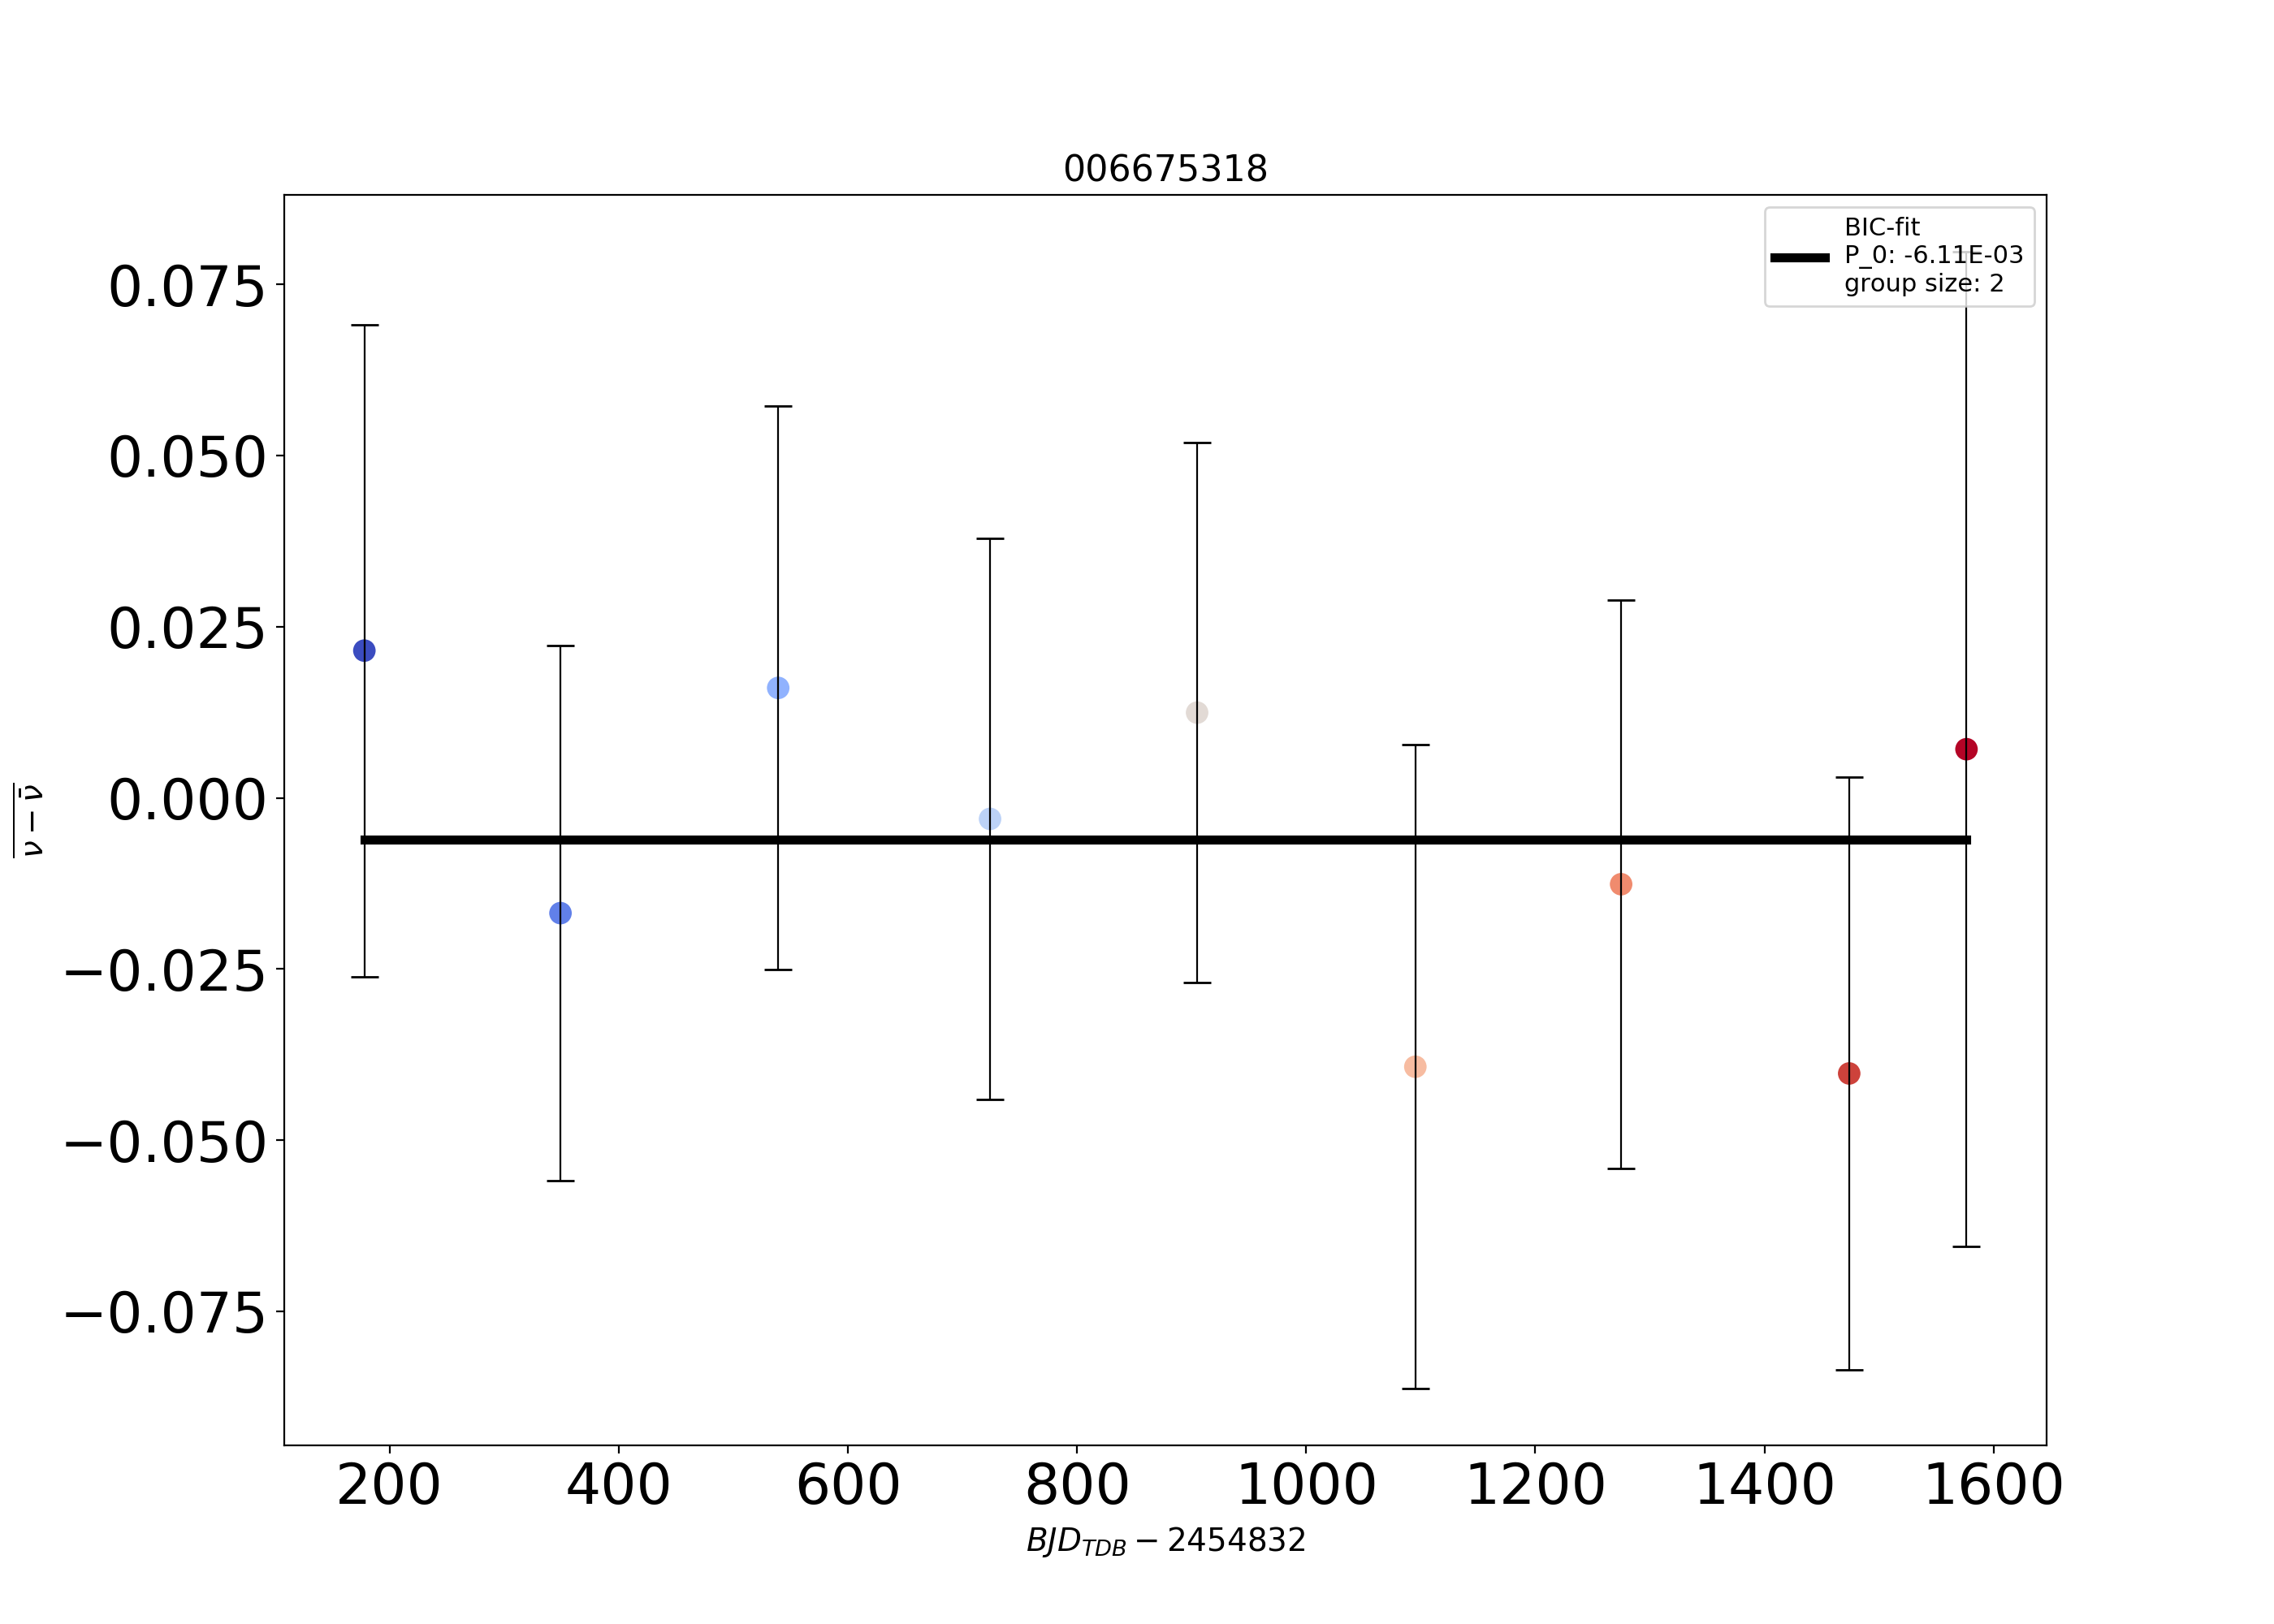 006675318
BIC-fit
P_0: -6.11E-03
group size: 2
0.075
0.050
0.025
0.000
−0.025
−0.050
−0.075
ν − ν̄
200 400 600 800 1000 1200 1400 1600
BJD_TDB − 2454832